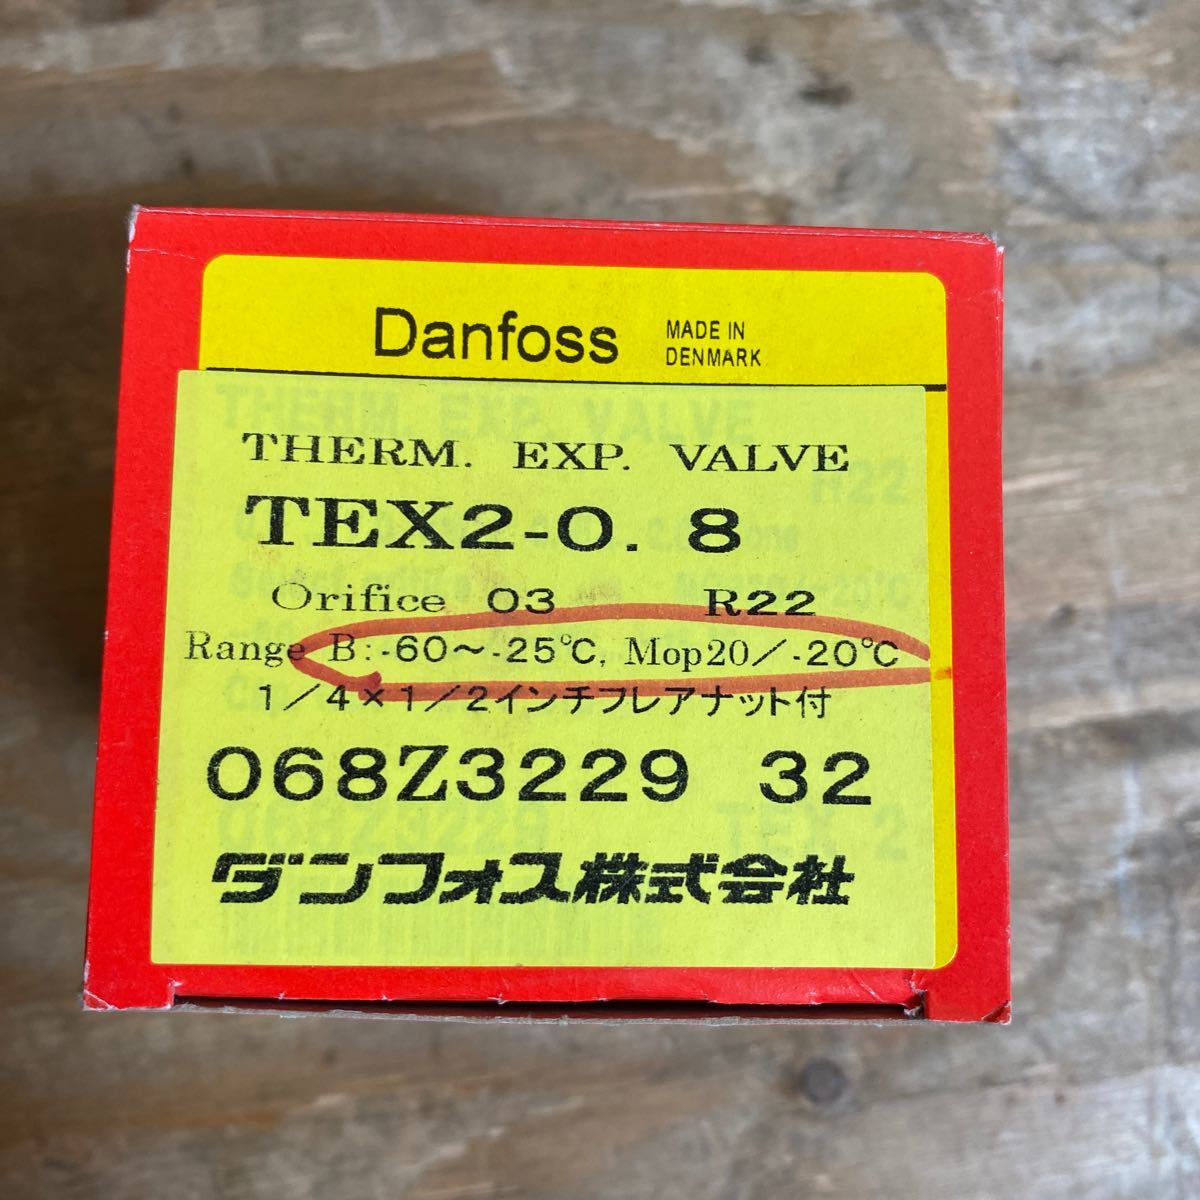 Danfoss
MADE IN
DENMARK
THERM. EXP. VALVE
TEX2-0. 8
Orifice 03 R22
Range B:-60～-25℃, Mop20/-20℃
1/4×1/2インチフレアナット付
068Z3229 32
ダンフォス株式会社